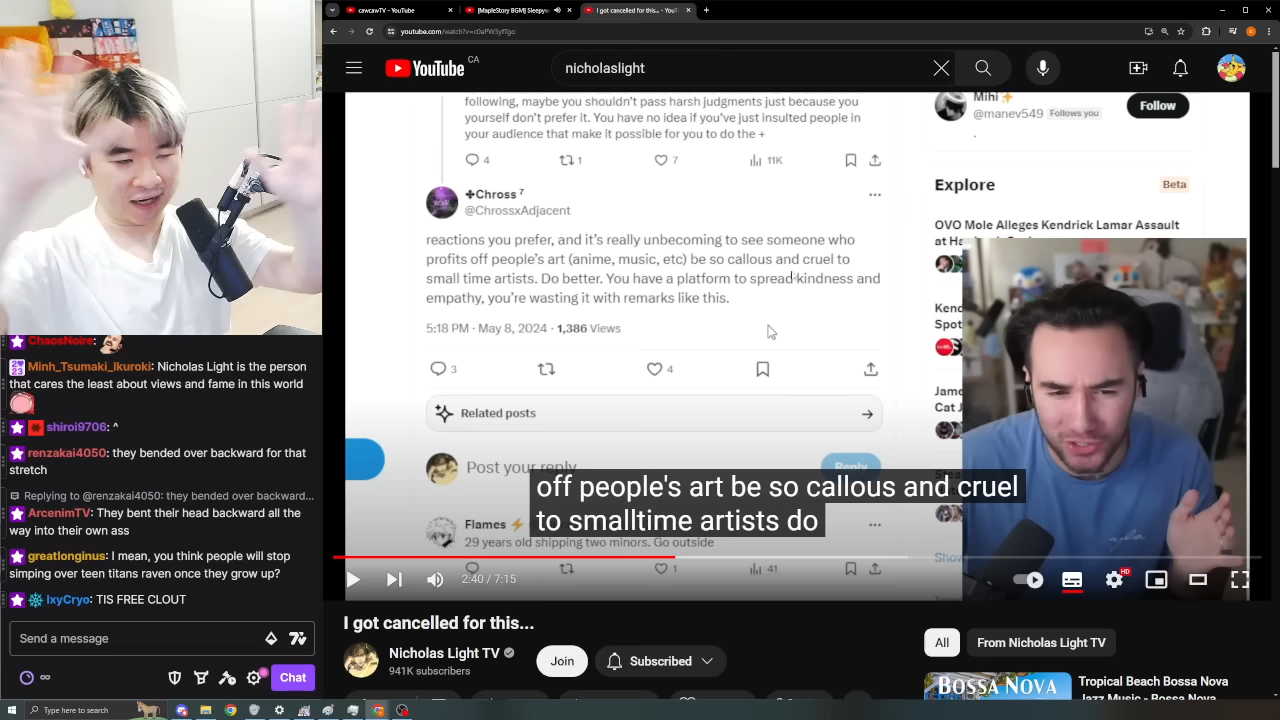 cawcawTV - YouTube
[MapleStory BGM] Sleepyw
I got cancelled for this... - YouT
youtube.com/watch?v=c0aPW3yfTgo
YouTube CA
nicholaslight
following, maybe you shouldn't pass harsh judgments just because you
yourself don't prefer it. You have no idea if you've just insulted people in
your audience that make it possible for you to do the +
4
1
7
11K
✤Chross 7
@ChrossxAdjacent
reactions you prefer, and it's really unbecoming to see someone who
profits off people's art (anime, music, etc) be so callous and cruel to
small time artists. Do better. You have a platform to spread kindness and
empathy, you're wasting it with remarks like this.
5:18 PM · May 8, 2024 · 1,386 Views
3
4
Related posts
Post your reply
Reply
off people's art be so callous and cruel
to smalltime artists do
Flames
29 years old shipping two minors. Go outside
1
41
Mihi
@manev549 Follows you
Follow
.
Explore
Beta
OVO Mole Alleges Kendrick Lamar Assault
at H
Kend
Spot
Jame
Cat J
Show
2:40 / 7:15
HD
I got cancelled for this...
Nicholas Light TV
941K subscribers
Join
Subscribed
All
From Nicholas Light TV
BOSSA NOVA
Tropical Beach Bossa Nova
Jazz Music - Bossa Nova
ChaosNoire:
Minh_Tsumaki_Ikuroki: Nicholas Light is the person
that cares the least about views and fame in this world
shiroi9706: ^
renzakai4050: they bended over backward for that
stretch
Replying to @renzakai4050: they bended over backward...
ArcenimTV: They bent their head backward all the
way into their own ass
greatlonginus: I mean, you think people will stop
simping over teen titans raven once they grow up?
IxyCryo: TIS FREE CLOUT
Send a message
Chat
Type here to search